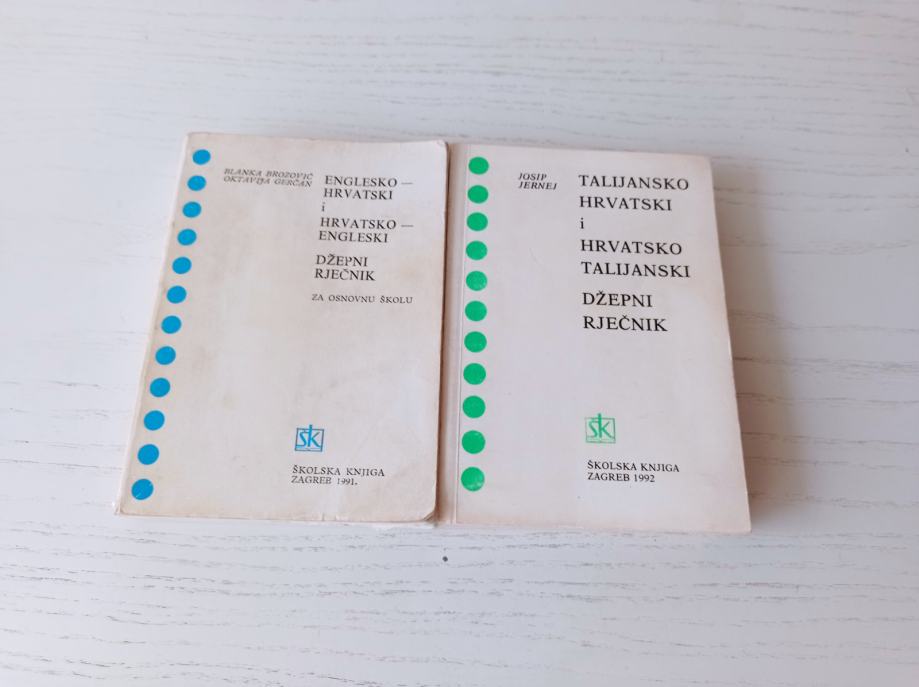 BLANKA BROZOVIĆ
OKTAVIJA GERČAN
ENGLESKO —
HRVATSKI
i
HRVATSKO —
ENGLESKI
DŽEPNI
RJEČNIK
ZA OSNOVNU ŠKOLU
ŠK
ŠKOLSKA KNJIGA
ZAGREB 1991.
JOSIP
JERNEJ
TALIJANSKO
HRVATSKI
i
HRVATSKO
TALIJANSKI
DŽEPNI
RJEČNIK
ŠK
ŠKOLSKA KNJIGA
ZAGREB 1992